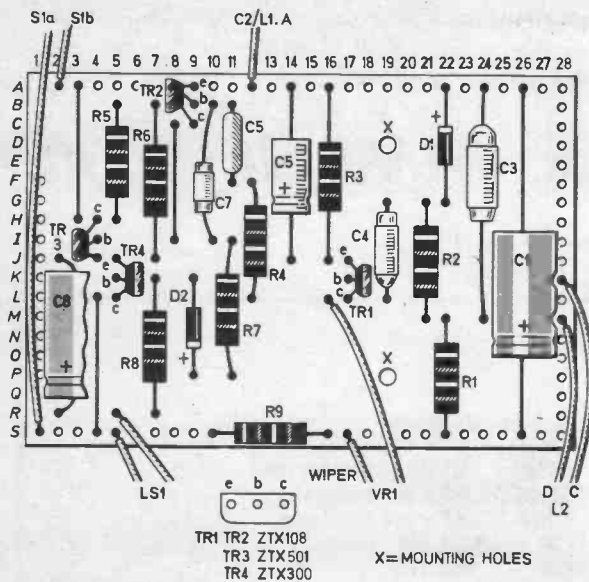 S1a S1b C2/L1.A
1 2 3 4 5 6 7 8 9 10 11 13 14 15 16 17 18 19 20 21 22 23 24 25 26 27 28
A c TR2 e
B b
C c
D
E
F
G
H
I
J
K
L
M
N
O
P
Q
R
S
R5 R6 C5 C5 + R3 X D1 + C3
C7
c b e TR 3
e b c TR4
R4 C4 R2 C1 +
e b c TR1
C8 + D2 + R7
R8 X R1
R9
LS1 WIPER VR1 D C
L2
e b c
TR1 TR2 ZTX108
TR3 ZTX501
TR4 ZTX300
X= MOUNTING HOLES